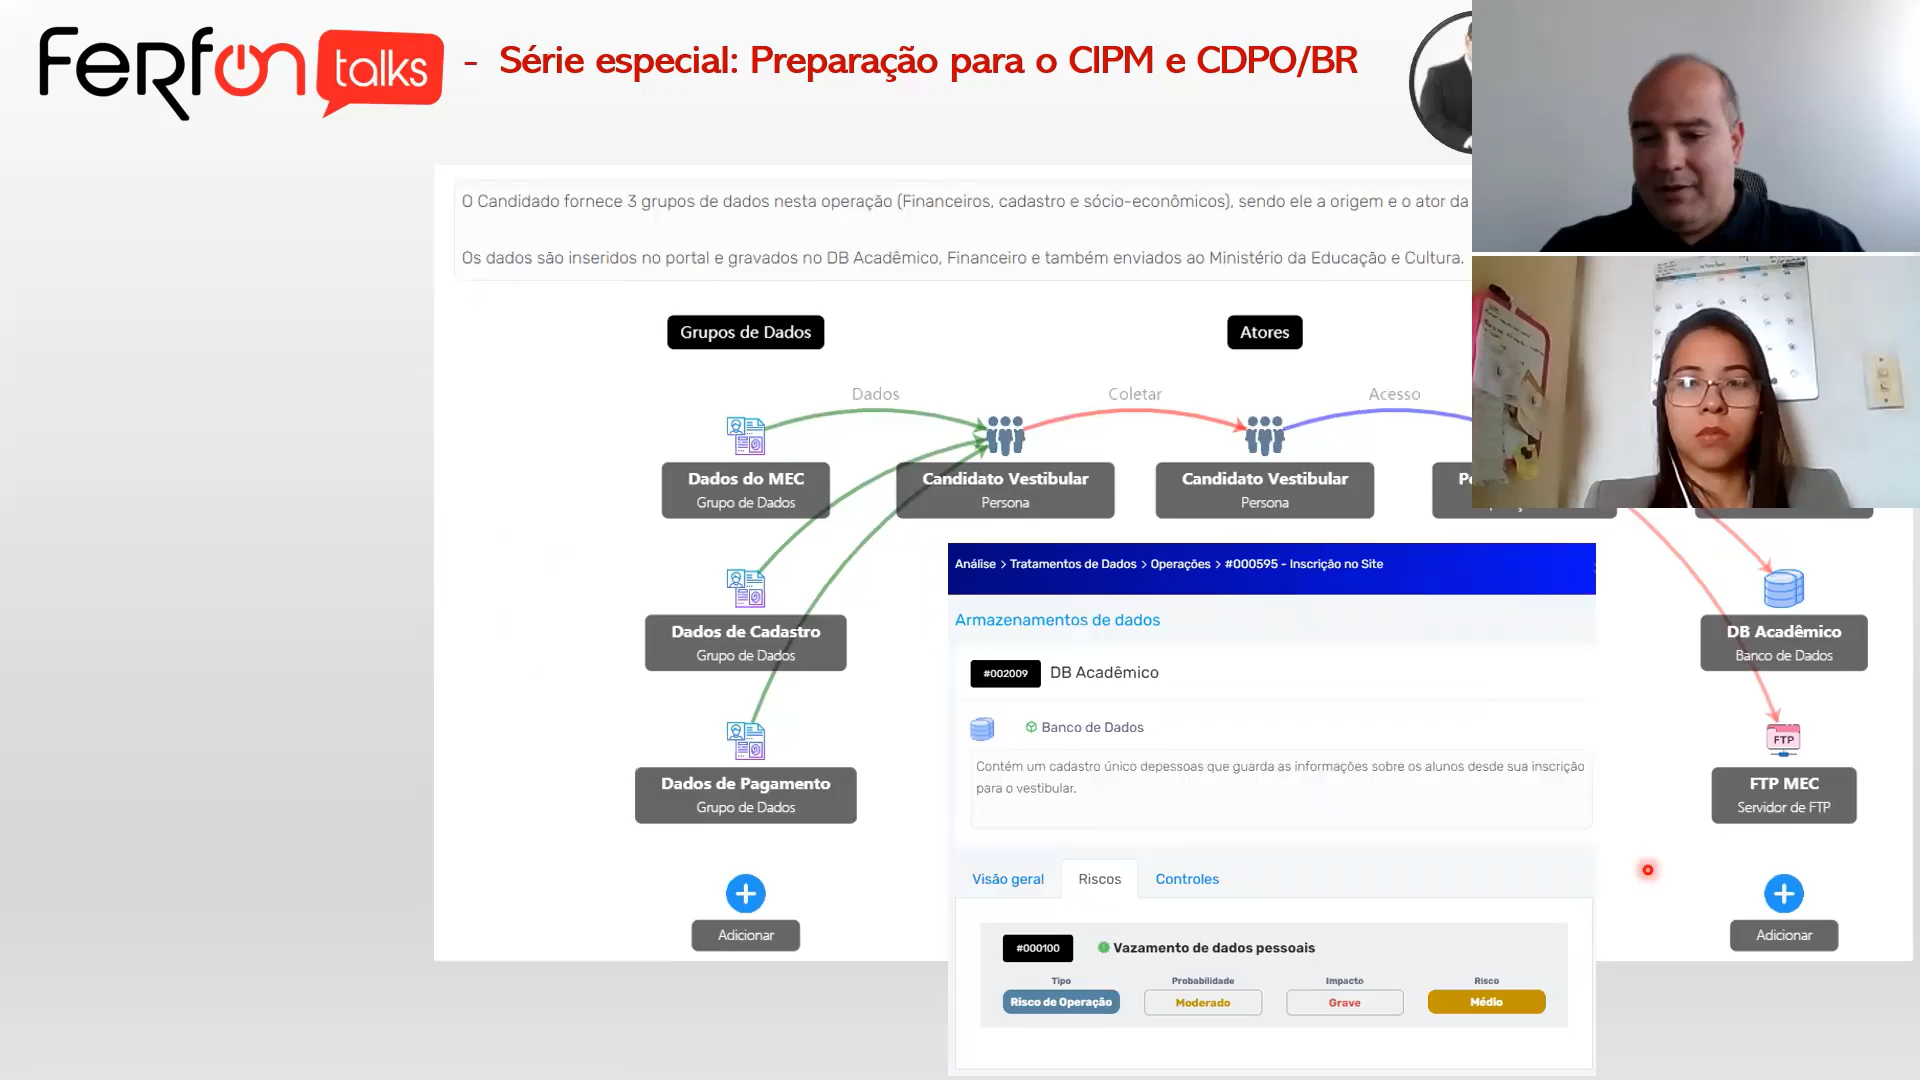 Ferfon talks - Série especial: Preparação para o CIPM e CDPO/BR
O Candidado fornece 3 grupos de dados nesta operação (Financeiros, cadastro e sócio-econômicos), sendo ele a origem e o ator da
Os dados são inseridos no portal e gravados no DB Acadêmico, Financeiro e também enviados ao Ministério da Educação e Cultura.
Grupos de Dados
Atores
Dados
Coletar
Acesso
Dados do MEC
Grupo de Dados
Candidato Vestibular
Persona
Candidato Vestibular
Persona
Dados de Cadastro
Grupo de Dados
Dados de Pagamento
Grupo de Dados
Adicionar
Análise > Tratamentos de Dados > Operações > #000595 - Inscrição no Site
Armazenamentos de dados
#002009 DB Acadêmico
Banco de Dados
Contém um cadastro único depessoas que guarda as informações sobre os alunos desde sua inscrição
para o vestibular.
Visão geral Riscos Controles
#000100 Vazamento de dados pessoais
Tipo Probabilidade Impacto Risco
Risco de Operação Moderado Grave Médio
DB Acadêmico
Banco de Dados
FTP
FTP MEC
Servidor de FTP
Adicionar